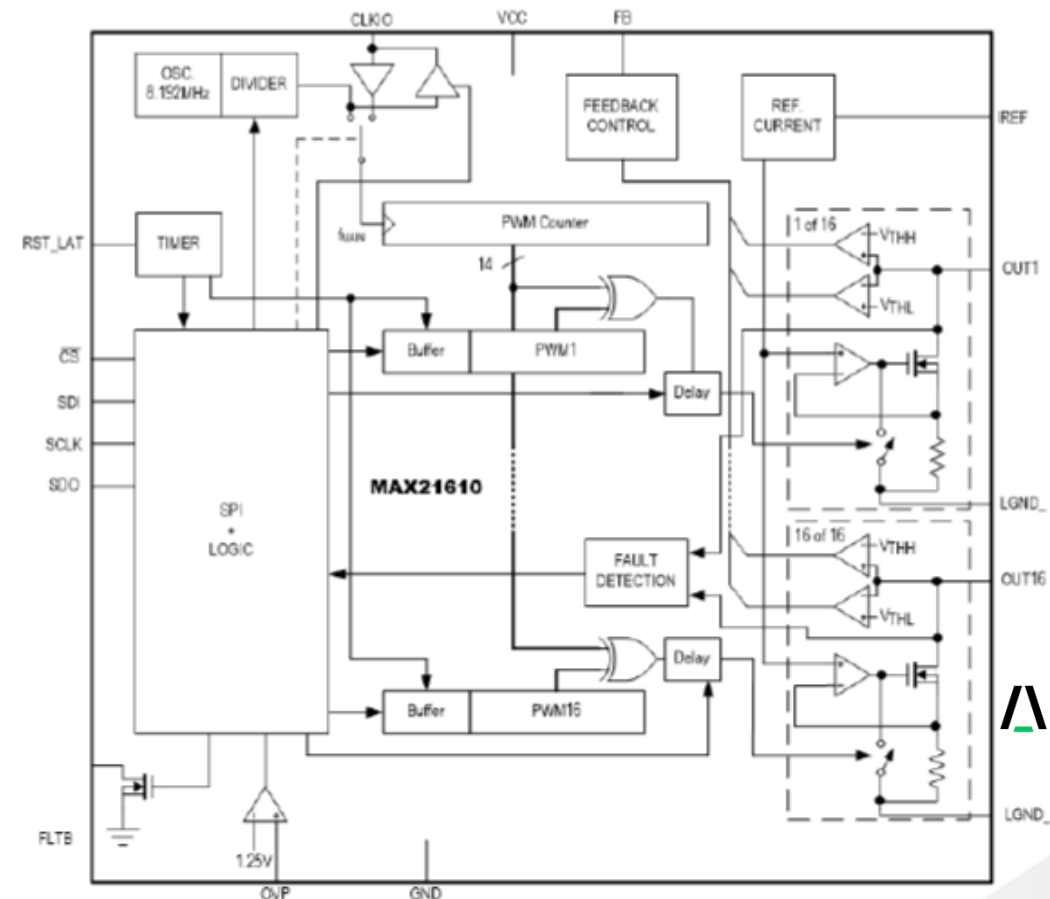 CLKIO
VCC
FB
OSC.
8.192MHz
DIVIDER
FEEDBACK
CONTROL
REF.
CURRENT
IREF
RST_LAT
TIMER
fMAIN
PWM Counter
14
1 of 16
VTHH
OUT1
VTHL
CS
SDI
SCLK
SDO
Buffer
PWM1
Delay
MAX21610
SPI
+
LOGIC
LGND_
16 of 16
VTHH
FAULT
DETECTION
OUT16
VTHL
Delay
Buffer
PWM16
LGND_
FLTB
1.25V
OVP
GND